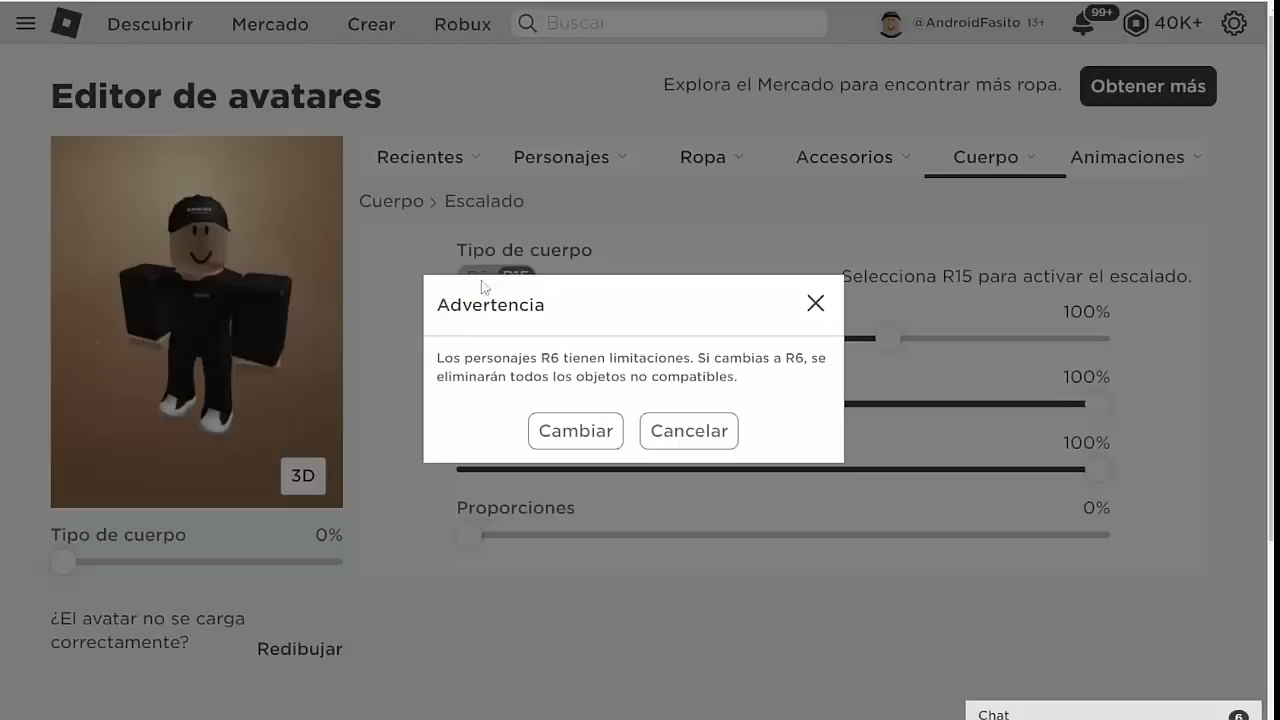 Descubrir Mercado Crear Robux Buscar @AndroidFasito 13+ 99+ 40K+
Editor de avatares
Explora el Mercado para encontrar más ropa. Obtener más
Recientes Personajes Ropa Accesorios Cuerpo Animaciones
Cuerpo > Escalado
Tipo de cuerpo
R15 Selecciona R15 para activar el escalado.
100%
Advertencia
Los personajes R6 tienen limitaciones. Si cambias a R6, se
eliminarán todos los objetos no compatibles.
100%
Cambiar Cancelar
100%
3D
Proporciones 0%
Tipo de cuerpo 0%
¿El avatar no se carga
correctamente?
Redibujar
Chat 6